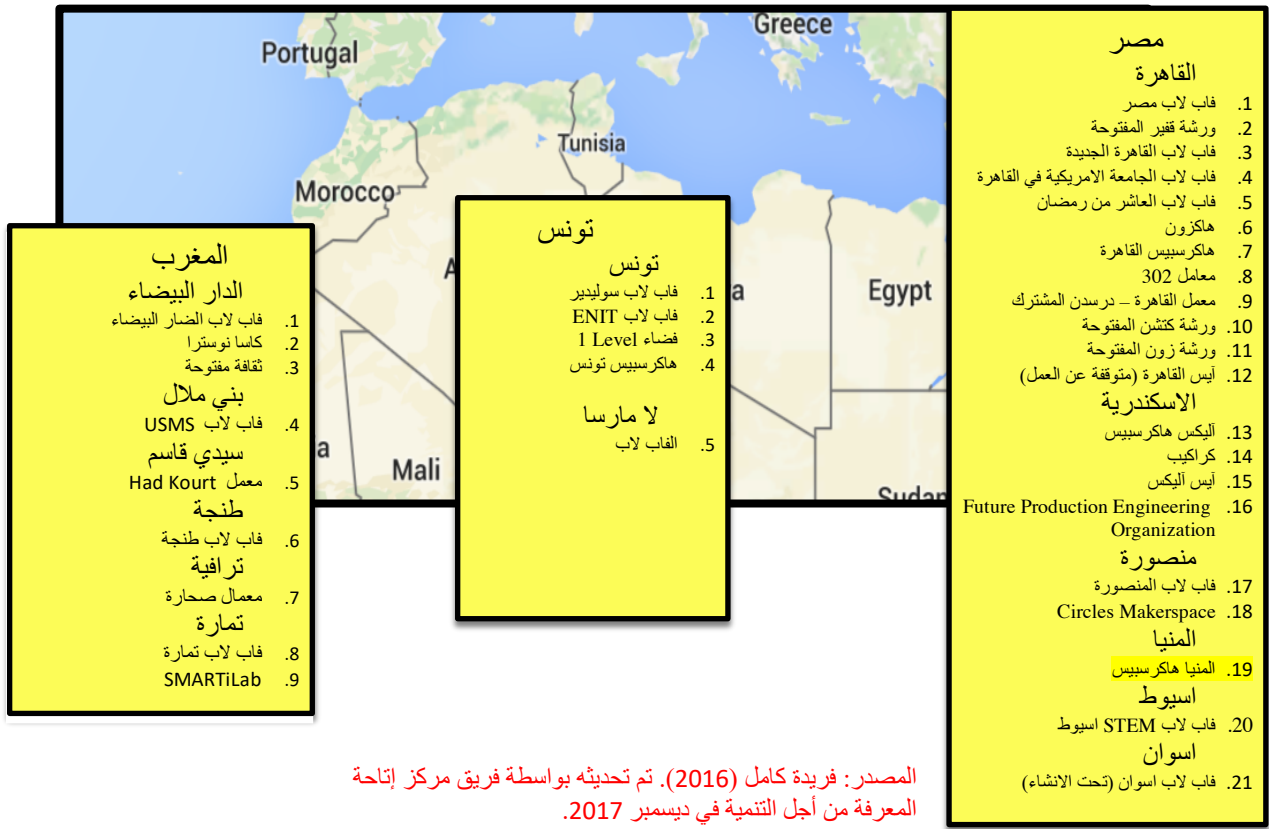 Portugal
Greece
Tunisia
Morocco
Egypt
Mali
Sudan
A
a
a
مصر
القاهرة
1. فاب لاب مصر
2. ورشة قفير المفتوحة
3. فاب لاب القاهرة الجديدة
4. فاب لاب الجامعة الامريكية في القاهرة
5. فاب لاب العاشر من رمضان
6. هاكزون
7. هاكرسبيس القاهرة
8. معامل 302
9. معمل القاهرة – درسدن المشترك
10. ورشة كتشن المفتوحة
11. ورشة زون المفتوحة
12. آيس القاهرة (متوقفة عن العمل)
الاسكندرية
13. آليكس هاكرسبيس
14. كراكيب
15. آيس آليكس
16. Future Production Engineering
Organization
منصورة
17. فاب لاب المنصورة
18. Circles Makerspace
المنيا
19. المنيا هاكرسبيس
اسيوط
20. فاب لاب STEM اسيوط
اسوان
21. فاب لاب اسوان (تحت الانشاء)
تونس
تونس
1. فاب لاب سوليدير
2. فاب لاب ENIT
3. فضاء 1 Level
4. هاكرسبيس تونس
لا مارسا
5. الفاب لاب
المغرب
الدار البيضاء
1. فاب لاب الضار البيضاء
2. كاسا نوسترا
3. ثقافة مفتوحة
بني ملال
4. فاب لاب USMS
سيدي قاسم
5. معمل Had Kourt
طنجة
6. فاب لاب طنجة
ترافية
7. معمال صحارة
تمارة
8. فاب لاب تمارة
9. SMARTiLab
المصدر: فريدة كامل (2016). تم تحديثه بواسطة فريق مركز إتاحة
المعرفة من أجل التنمية في ديسمبر 2017.